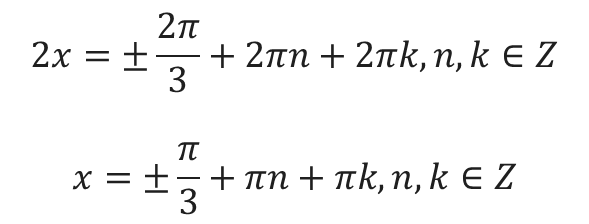 2x = ± 2π/3 + 2πn + 2πk, n, k ∈ Z
x = ± π/3 + πn + πk, n, k ∈ Z